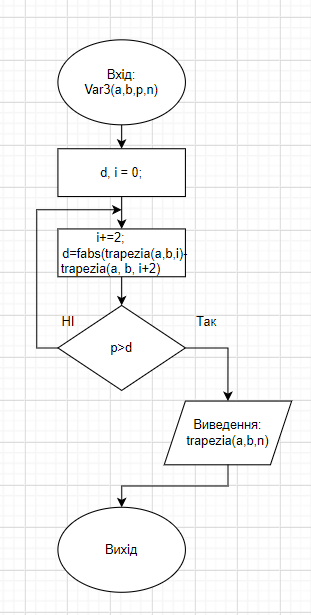 Вхід:
Var3(a,b,p,n)
d, i = 0;
i+=2;
d=fabs(trapezia(a,b,i)-
trapezia(a, b, i+2)
НІ
Так
p>d
Виведення:
trapezia(a,b,n)
Вихід